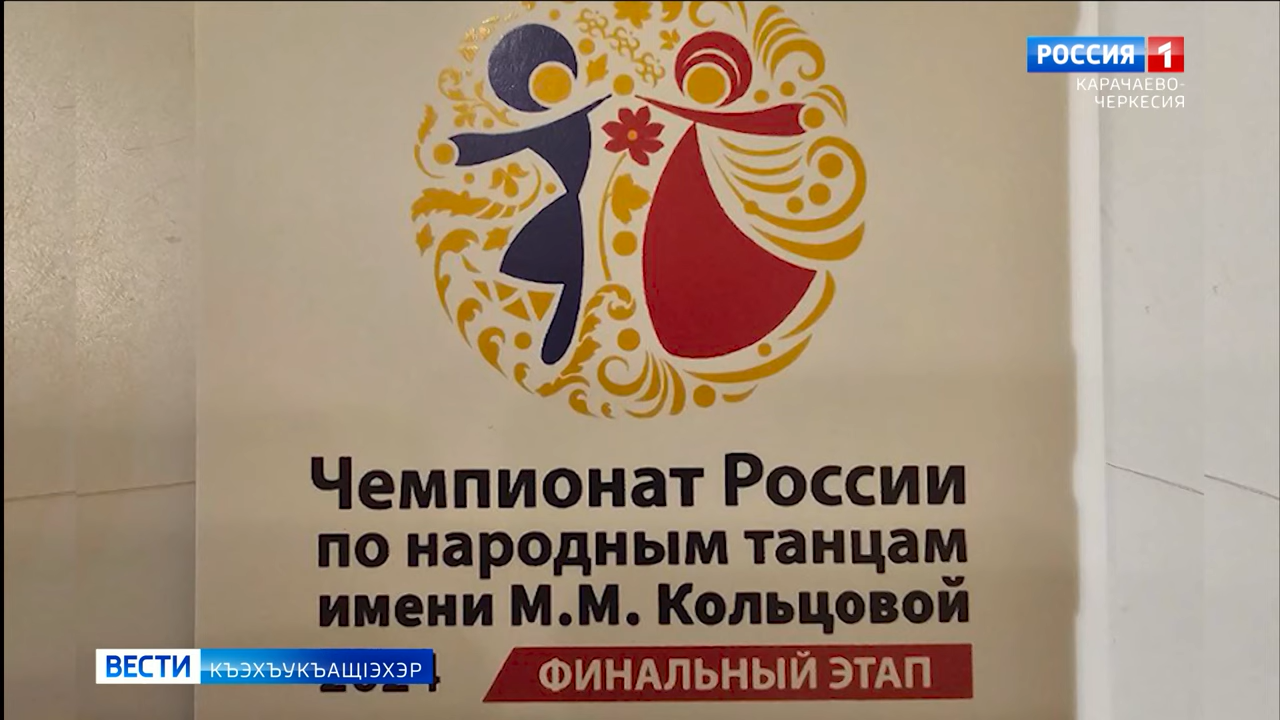 РОССИЯ 1
КАРАЧАЕВО-
ЧЕРКЕСИЯ
Чемпионат России
по народным танцам
имени М.М. Кольцовой
ФИНАЛЬНЫЙ ЭТАП
ВЕСТИ КЪЭХЪУКЪАЩІЭХЭР